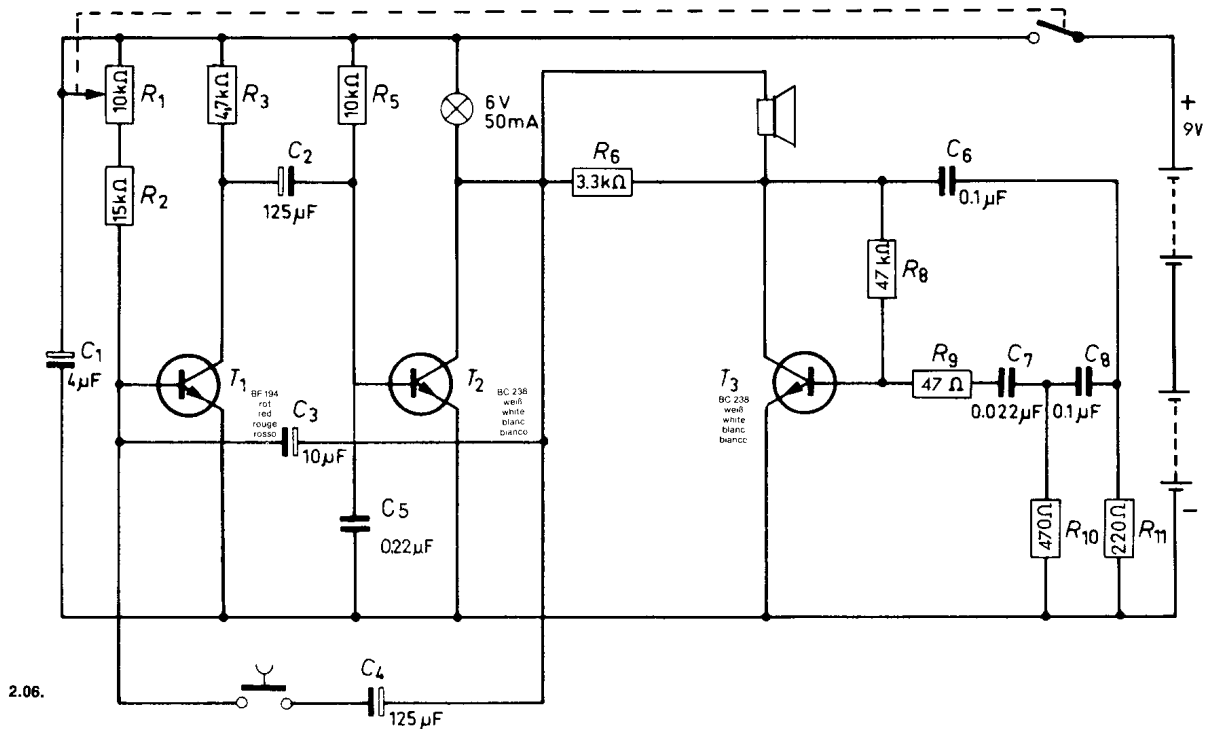 10kΩ
R1
4,7kΩ
R3
10kΩ
R5
6V
50mA
+
9V
C2
125µF
R6
3.3kΩ
C6
0.1µF
15kΩ
R2
47kΩ
R8
C1
4µF
T1
BF 194
rot
red
rouge
rosso
T2
BC 238
weiß
white
blanc
bianco
T3
BC 238
weiß
white
blanc
bianco
R9
47 Ω
C7
0.022µF
C8
0.1µF
C3
10µF
C5
0.22µF
470Ω
R10
220Ω
R11
−
C4
125µF
2.06.